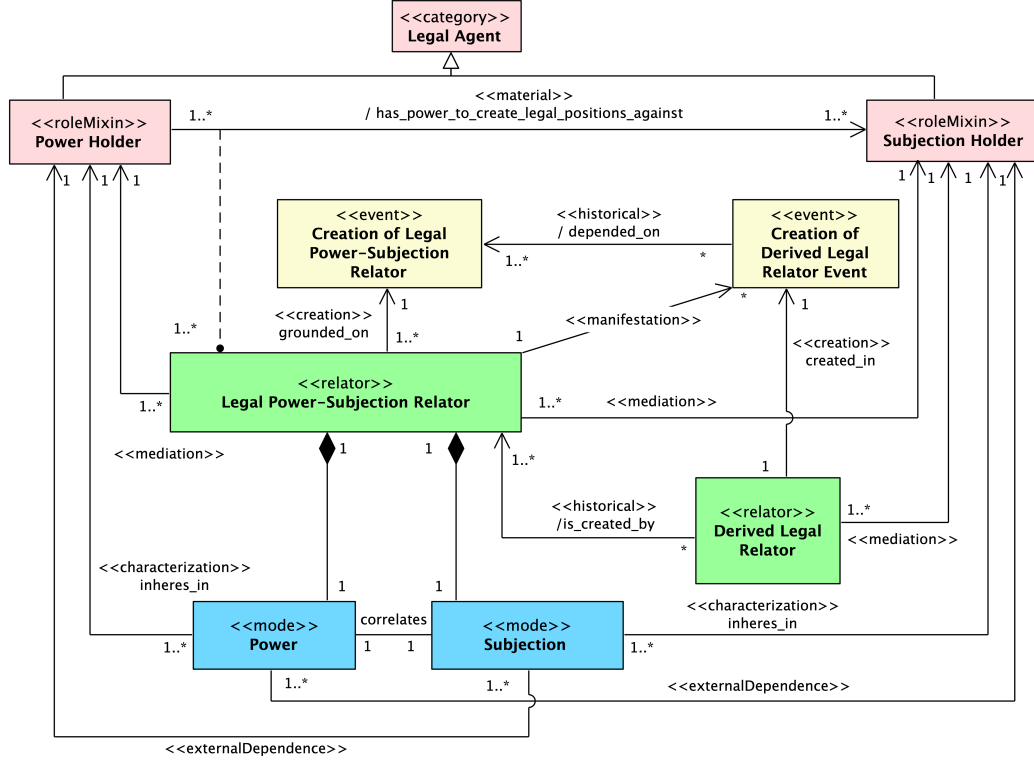 <<category>>
Legal Agent
<<material>>
/ has_power_to_create_legal_positions_against
1..*
1..*
<<roleMixin>>
Power Holder
<<roleMixin>>
Subjection Holder
1
1
1
1
1
1
1
<<event>>
Creation of Legal
Power-Subjection
Relator
<<historical>>
/ depended_on
1..*
*
<<event>>
Creation of
Derived Legal
Relator Event
<<creation>>
grounded_on
1
1..*
1..*
1
<<manifestation>>
*
1
<<creation>>
created_in
<<relator>>
Legal Power-Subjection Relator
1..*
<<mediation>>
1..*
<<mediation>>
1
1
1..*
<<historical>>
/is_created_by
*
1
<<relator>>
Derived Legal
Relator
1..*
<<mediation>>
<<characterization>>
inheres_in
1
1
<<characterization>>
inheres_in
1..*
<<mode>>
Power
correlates
1
1
<<mode>>
Subjection
1..*
1..*
1..*
<<externalDependence>>
<<externalDependence>>